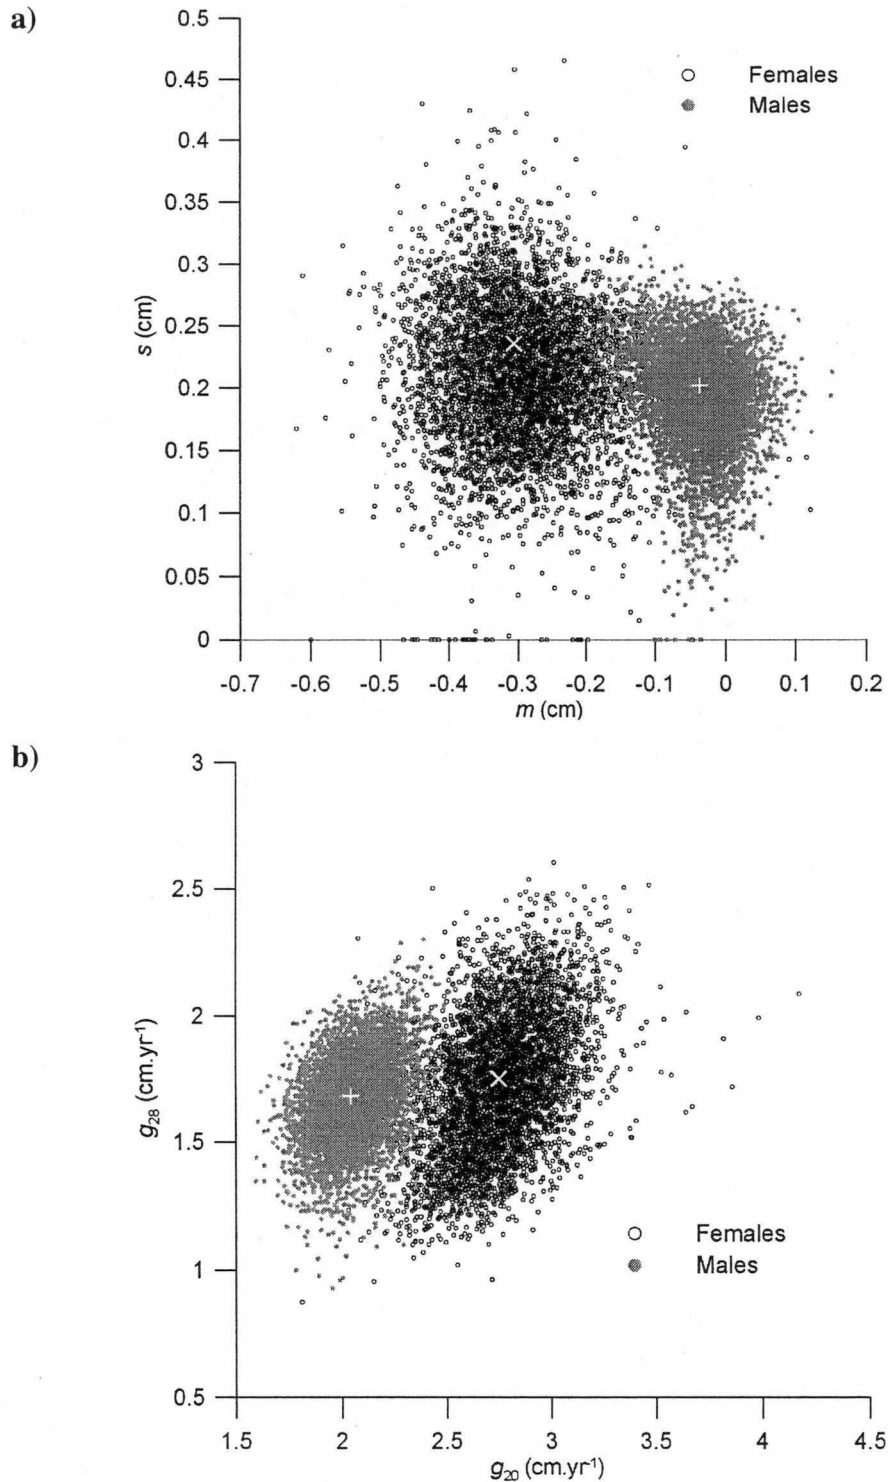 a)
0.5
0.45
0.4
0.35
0.3
0.25
0.2
0.15
0.1
0.05
0
s (cm)
Females
Males
-0.7 -0.6 -0.5 -0.4 -0.3 -0.2 -0.1 0 0.1 0.2
m (cm)
b)
3
2.5
2
1.5
1
0.5
g28 (cm.yr-1)
Females
Males
1.5 2 2.5 3 3.5 4 4.5
g20 (cm.yr-1)